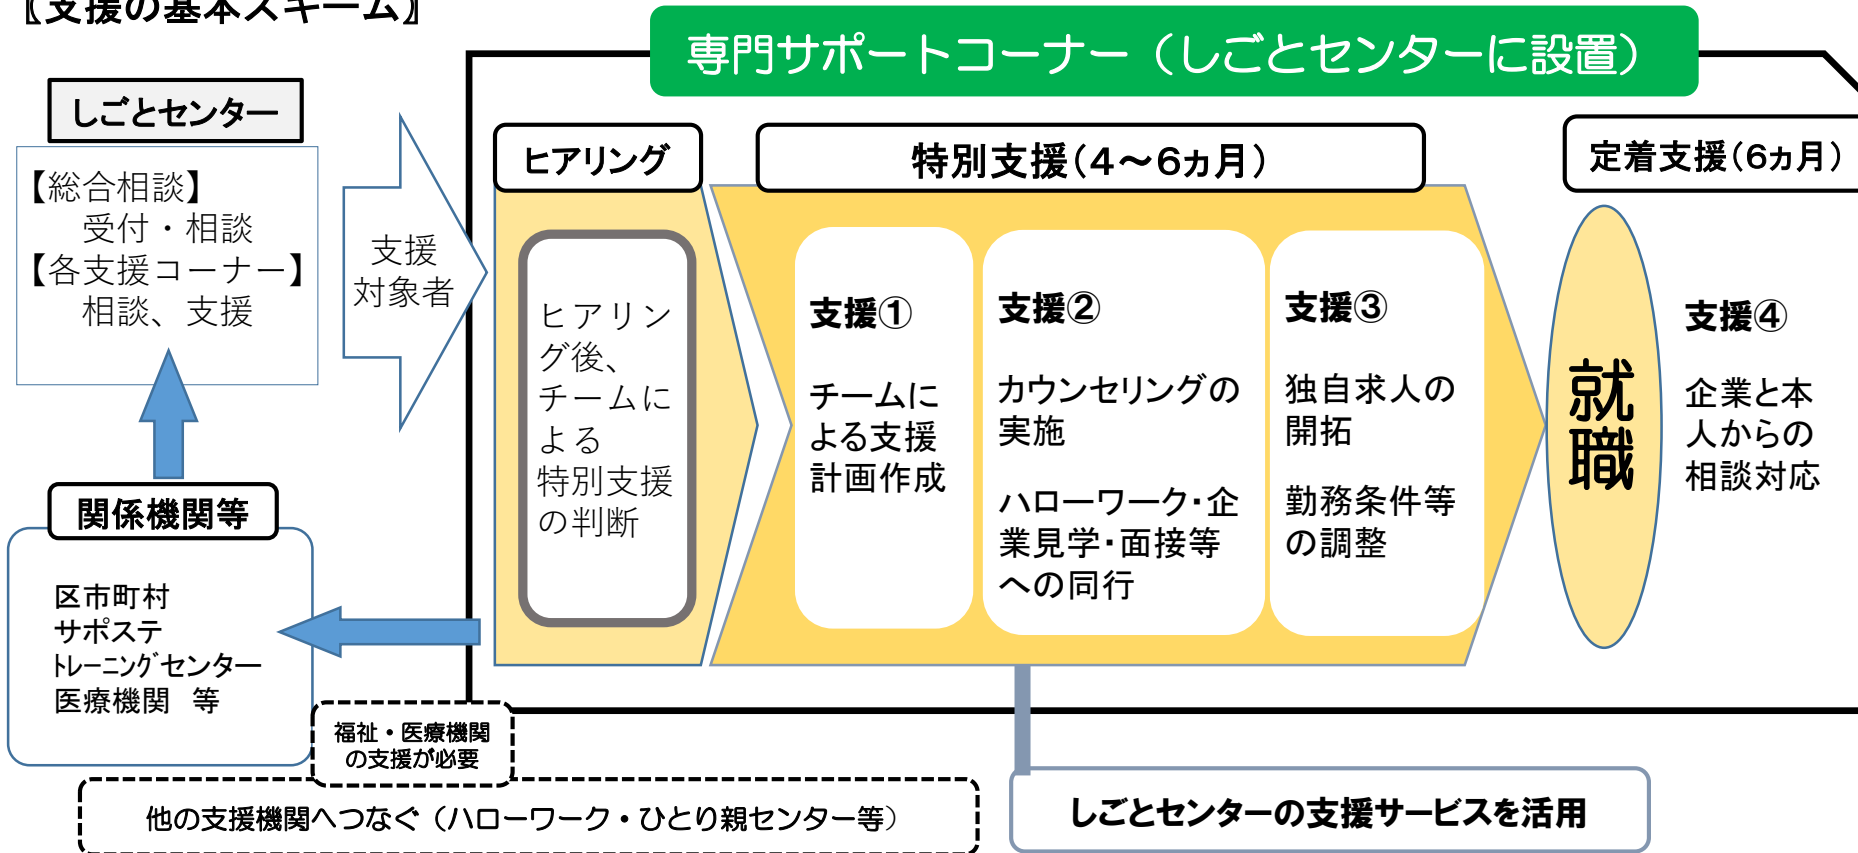 【支援の基本スキーム】
専門サポートコーナー（しごとセンターに設置）
しごとセンター
【総合相談】
受付・相談
【各支援コーナー】
相談、支援
支援
対象者
ヒアリング
ヒアリン
グ後、
チームに
よる
特別支援
の判断
特別支援（4～6ヵ月）
支援①
チームに
よる支援
計画作成
支援②
カウンセリングの
実施
ハローワーク・企
業見学・面接等
への同行
支援③
独自求人の
開拓
勤務条件等
の調整
就
職
定着支援（6ヵ月）
支援④
企業と本
人からの
相談対応
関係機関等
区市町村
サポステ
トレーニングセンター
医療機関　等
福祉・医療機関
の支援が必要
他の支援機関へつなぐ（ハローワーク・ひとり親センター等）
しごとセンターの支援サービスを活用